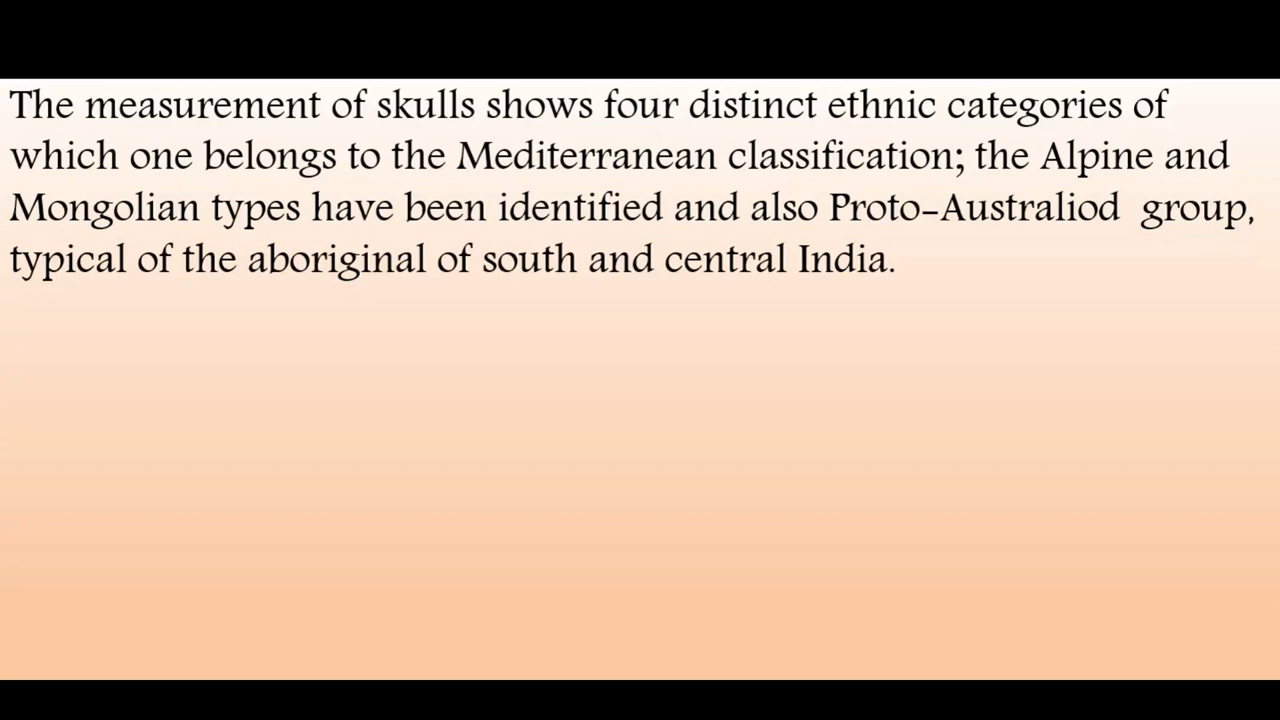 The measurement of skulls shows four distinct ethnic categories of
which one belongs to the Mediterranean classification; the Alpine and
Mongolian types have been identified and also Proto-Australiod  group,
typical of the aboriginal of south and central India.